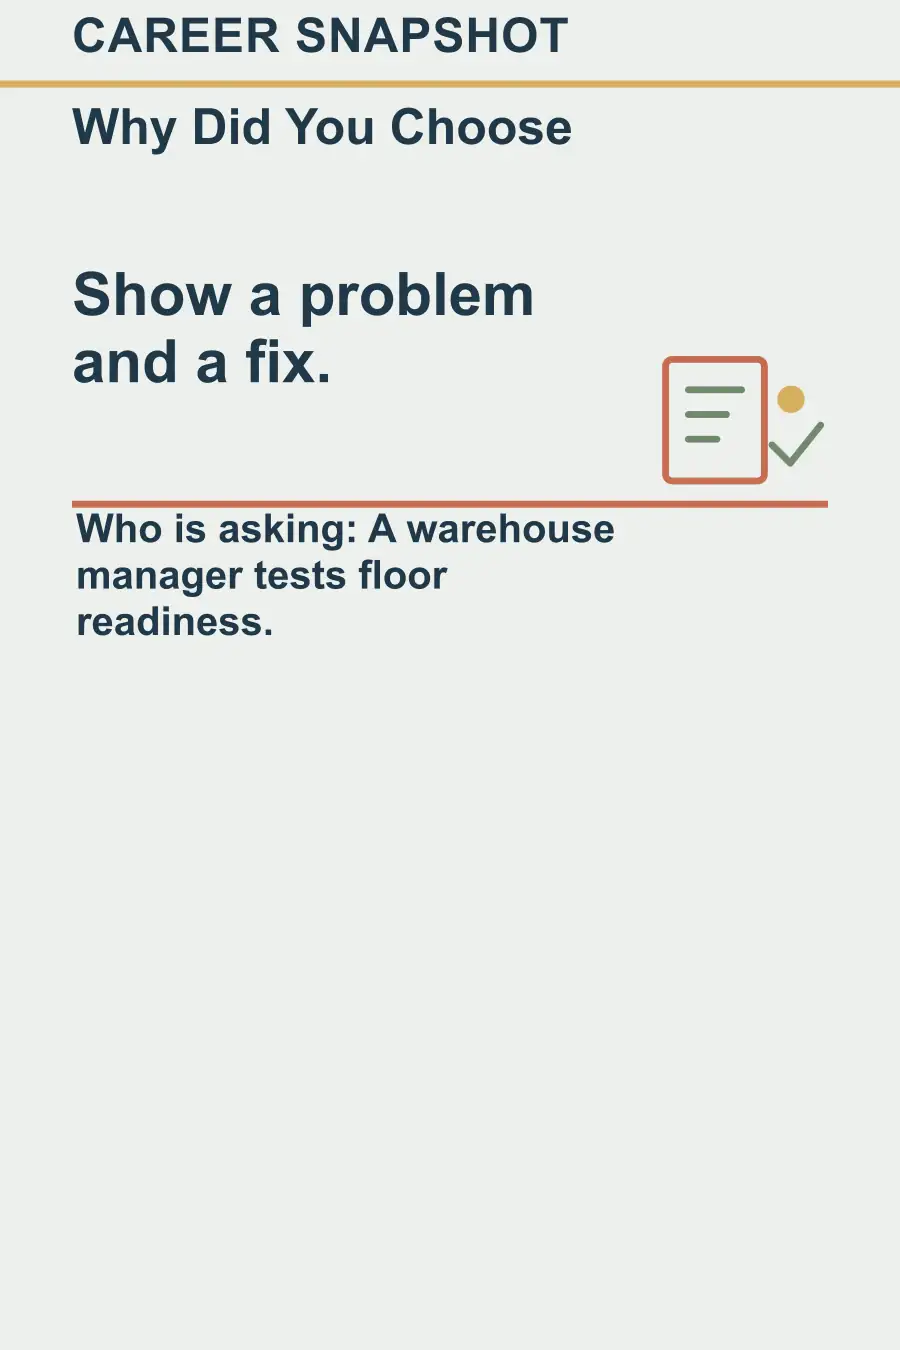 CAREER SNAPSHOT
Why Did You Choose
Show a problem
and a fix.
Who is asking: A warehouse
manager tests floor
readiness.